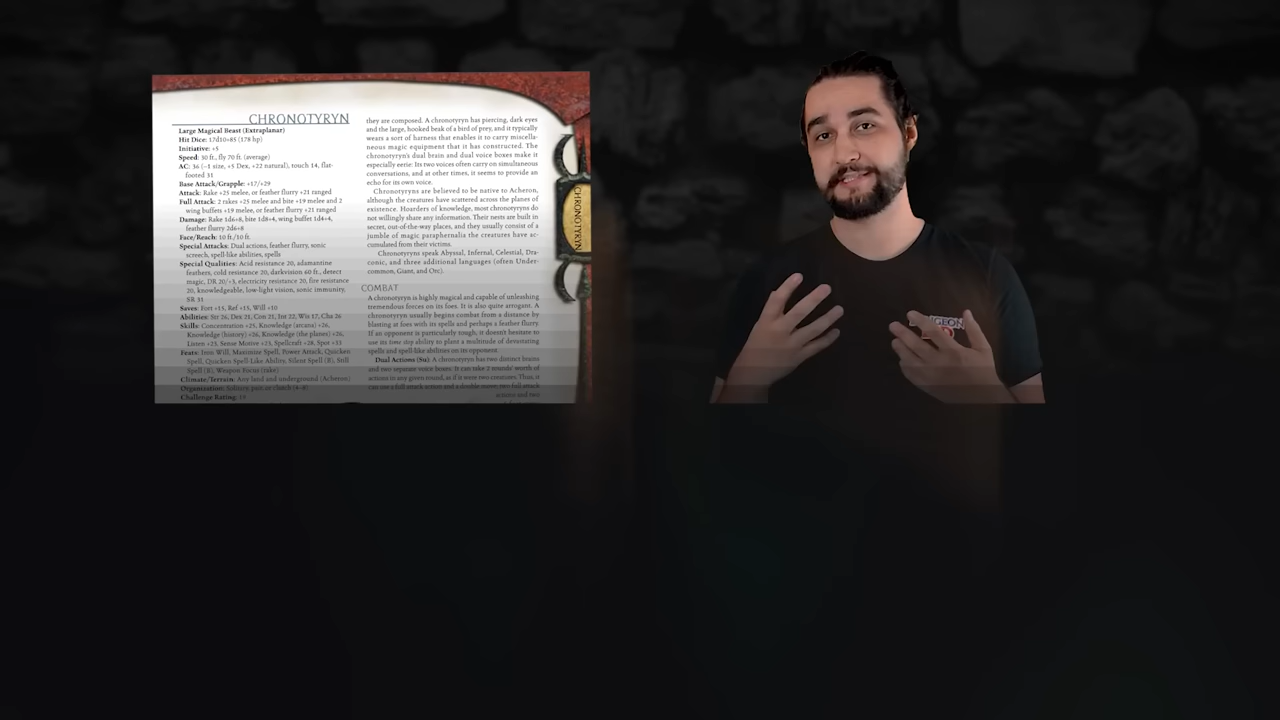 CHRONOTYRYN
Large Magical Beast (Extraplanar)
Hit Dice: 17d10+85 (178 hp)
Initiative: +5
Speed: 30 ft., fly 70 ft. (average)
AC: 36 (–1 size, +5 Dex, +22 natural), touch 14, flat-
footed 31
Base Attack/Grapple: +17/+29
Attack: Rake +25 melee, or feather flurry +21 ranged
Full Attack: 2 rakes +25 melee and bite +19 melee and 2
wing buffets +19 melee, or feather flurry +21 ranged
Damage: Rake 1d6+8, bite 1d8+4, wing buffet 1d4+4,
feather flurry 2d6+8
Face/Reach: 10 ft./10 ft.
Special Attacks: Dual actions, feather flurry, sonic
screech, spell-like abilities, spells
Special Qualities: Acid resistance 20, adamantine
feathers, cold resistance 20, darkvision 60 ft., detect
magic, DR 20/+3, electricity resistance 20, fire resistance
20, knowledgeable, low-light vision, sonic immunity,
SR 31
Saves: Fort +15, Ref +15, Will +10
Abilities: Str 26, Dex 21, Con 21, Int 22, Wis 17, Cha 26
Skills: Concentration +25, Knowledge (arcana) +26,
Knowledge (history) +26, Knowledge (the planes) +26,
Listen +23, Sense Motive +23, Spellcraft +28, Spot +33
Feats: Iron Will, Maximize Spell, Power Attack, Quicken
Spell, Quicken Spell-Like Ability, Silent Spell (B), Still
Spell (B), Weapon Focus (rake)
Climate/Terrain: Any land and underground (Acheron)
Organization: Solitary, pair, or clutch
Challenge Rating:
they are composed. A chronotyryn has piercing, dark eyes
and the large, hooked beak of a bird of prey, and it typically
wears a sort of harness that enables it to carry miscella-
neous magic equipment that it has constructed. The
chronotyryn's dual brain and dual voice boxes make it
especially eerie: Its two voices often carry on simultaneous
conversations, and at other times, it seems to provide an
echo for its own voice.
Chronotyryns are believed to be native to Acheron,
although the creatures have scattered across the planes of
existence. Hoarders of knowledge, most chronotyryns do
not willingly share any information. Their nests are built in
secret, out-of-the-way places, and they usually consist of a
jumble of magic paraphernalia the creatures have ac-
cumulated from their victims.
Chronotyryns speak Abyssal, Infernal, Celestial, Dra-
conic, and three additional languages (often Under-
common, Giant, and Orc).
COMBAT
A chronotyryn is highly magical and capable of unleashing
tremendous forces on its foes. It is also quite arrogant. A
chronotyryn usually begins combat from a distance by
blasting at foes with its spells and perhaps a feather flurry.
If an opponent is particularly tough, it doesn't hesitate to
use its time stop ability to plant a multitude of devastating
spells and spell-like abilities on its opponent.
Dual Actions (Su): A chronotyryn has two distinct brains
and two separate voice boxes. It can take 2 rounds' worth of
actions in any given round, as if it were two creatures. Thus, it
can use a full attack action and a double move, two full attack
actions and two
CHRONOTYRYN